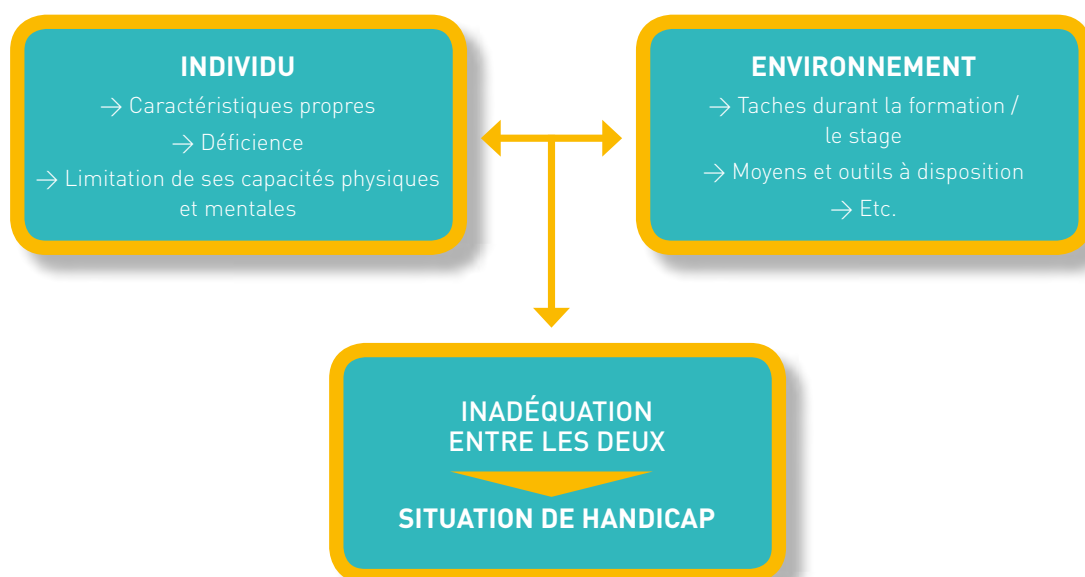 INDIVIDU
→ Caractéristiques propres
→ Déficience
→ Limitation de ses capacités physiques
et mentales
ENVIRONNEMENT
→ Taches durant la formation /
le stage
→ Moyens et outils à disposition
→ Etc.
INADÉQUATION
ENTRE LES DEUX
SITUATION DE HANDICAP